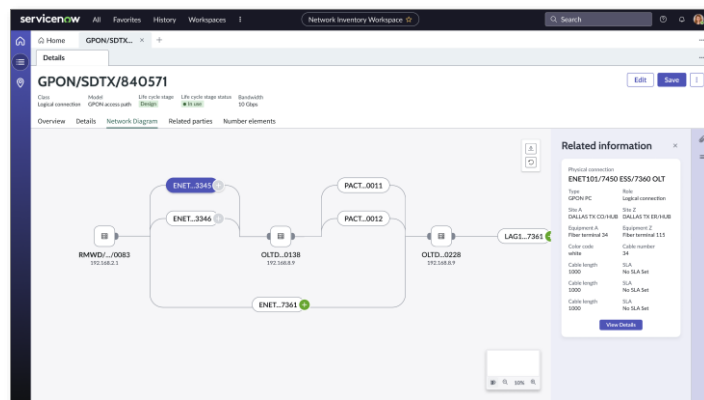 servicenow All Favorites History Workspaces Network Inventory Workspace Search
Home GPON/SDTX... × +
Details
GPON/SDTX/840571
Edit Save
Class Model Life cycle stage Life cycle stage status Bandwidth
Logical connection GPON access path Design In use 10 Gbps
Overview Details Network Diagram Related parties Number elements
Related information ×
Physical connection
ENET101/7450 ESS/7360 OLT
Type Role
GPON PC Logical connection
Site A Site Z
DALLAS TX CO/HUB DALLAS TX ER/HUB
Equipment A Equipment Z
Fiber terminal 34 Fiber terminal 115
Color code Cable number
white 34
Cable length SLA
1000 No SLA Set
Cable length SLA
1000 No SLA Set
Cable length SLA
1000 No SLA Set
View Details
ENET...3345 PACT...0011
ENET...3346 PACT...0012
LAG1...7361
RMWD/.../0083 OLTD...0138 OLTD...0228
192.168.2.1 192.168.8.9 192.168.8.9
ENET...7361
10%